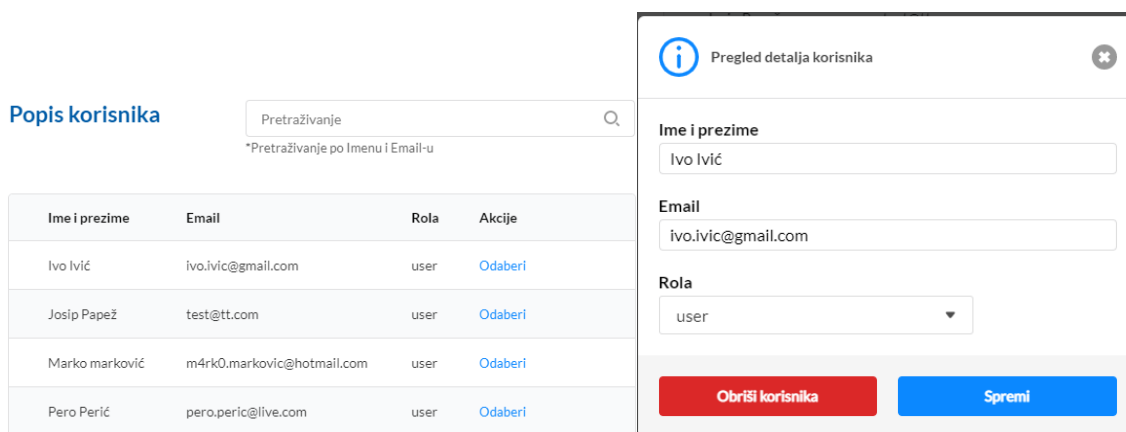 Popis korisnika
Pretraživanje
*Pretraživanje po Imenu i Email-u
Ime i prezime Email Rola Akcije
Ivo Ivić ivo.ivic@gmail.com user Odaberi
Josip Papež test@tt.com user Odaberi
Marko marković m4rk0.markovic@hotmail.com user Odaberi
Pero Perić pero.peric@live.com user Odaberi
Pregled detalja korisnika
Ime i prezime
Ivo Ivić
Email
ivo.ivic@gmail.com
Rola
user
Obriši korisnika Spremi